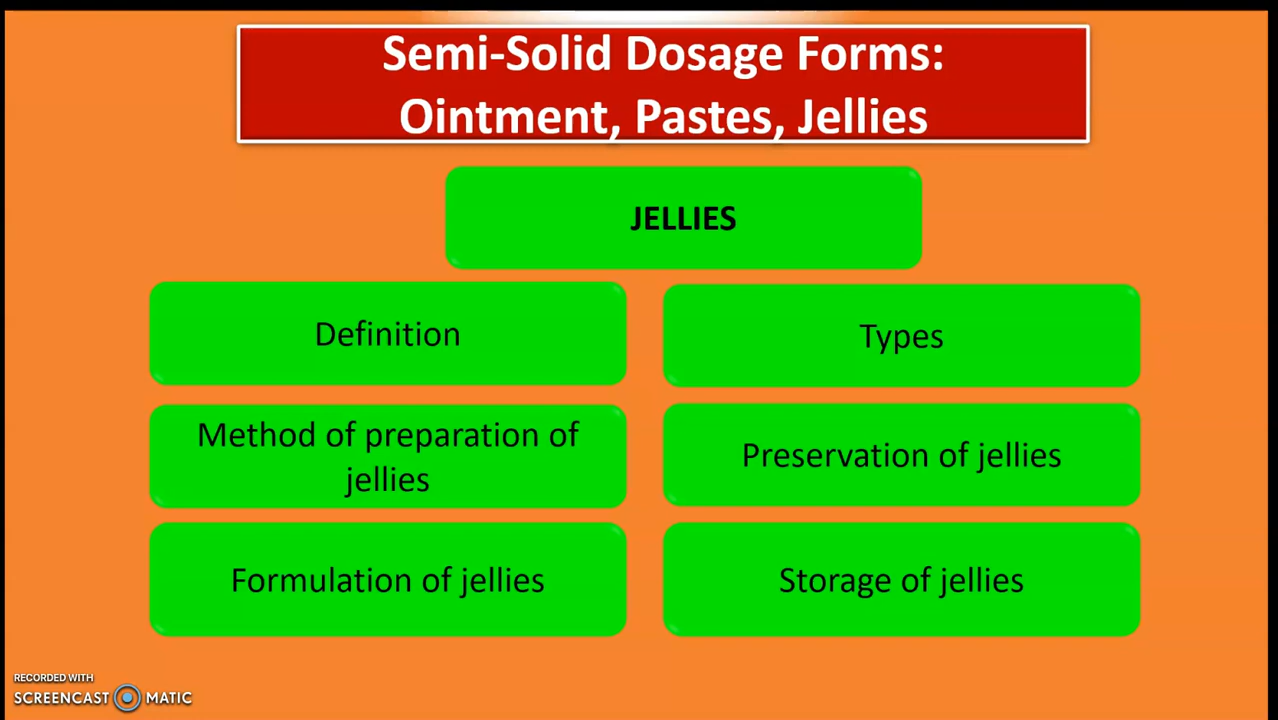 Semi-Solid Dosage Forms:
Ointment, Pastes, Jellies
JELLIES
Definition
Types
Method of preparation of
jellies
Preservation of jellies
Formulation of jellies
Storage of jellies
RECORDED WITH
SCREENCAST MATIC